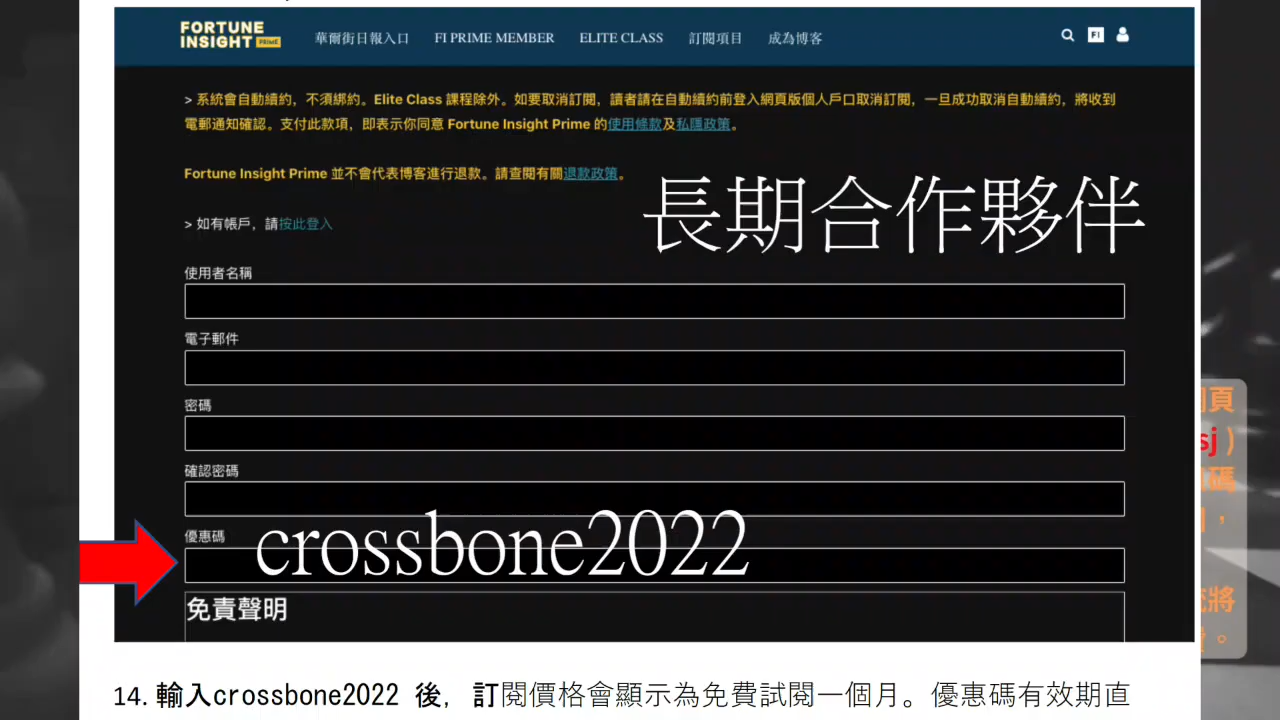 FORTUNE INSIGHT PRIME
華爾街日報入口 FI PRIME MEMBER ELITE CLASS 訂閱項目 成為博客 FI
> 系統會自動續約，不須綁約。Elite Class 課程除外。如要取消訂閱，讀者請在自動續約前登入網頁版個人戶口取消訂閱，一旦成功取消自動續約，將收到
電郵通知確認。支付此款項，即表示你同意 Fortune Insight Prime 的使用條款及私隱政策。
Fortune Insight Prime 並不會代表博客進行退款。請查閱有關退款政策。
長期合作夥伴
> 如有帳戶，請按此登入
使用者名稱
電子郵件
密碼
確認密碼
優惠碼
crossbone2022
免責聲明
頁
sj )
碼
，
將
。
14. 輸入crossbone2022 後，訂閱價格會顯示為免費試閱一個月。優惠碼有效期直